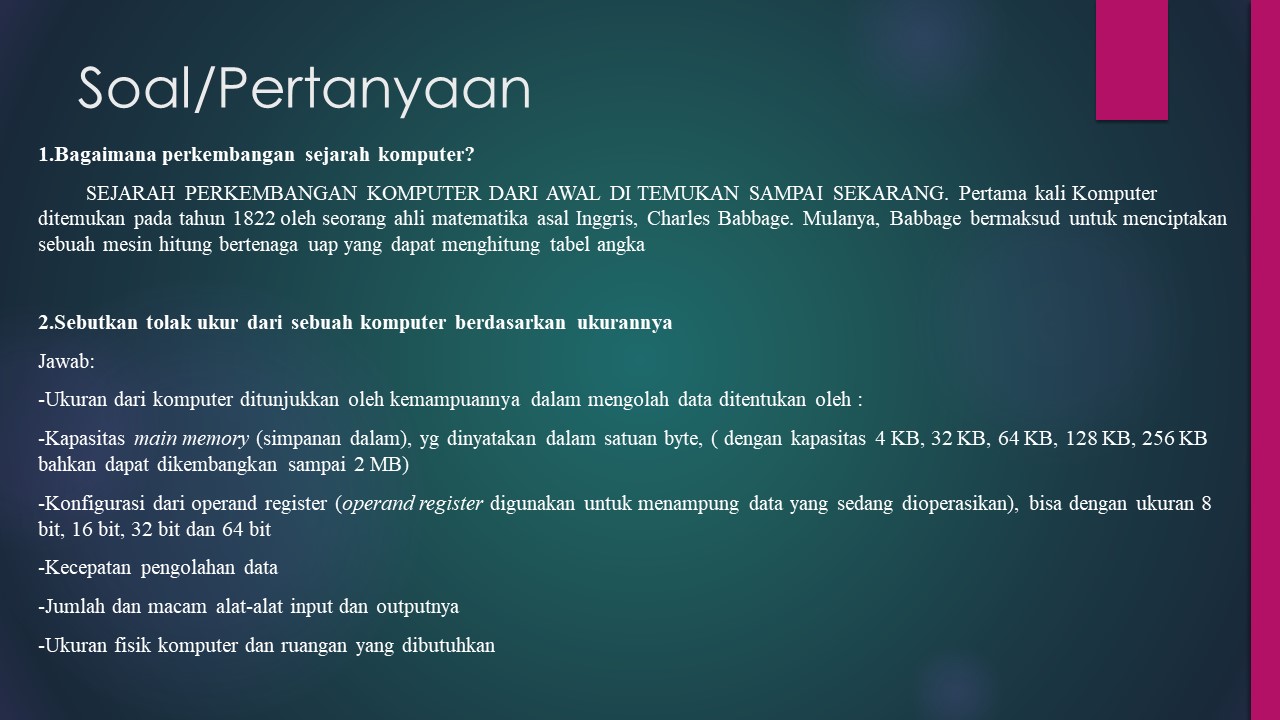 Soal/Pertanyaan
1.Bagaimana perkembangan sejarah komputer?
SEJARAH PERKEMBANGAN KOMPUTER DARI AWAL DI TEMUKAN SAMPAI SEKARANG. Pertama kali Komputer
ditemukan pada tahun 1822 oleh seorang ahli matematika asal Inggris, Charles Babbage. Mulanya, Babbage bermaksud untuk menciptakan
sebuah mesin hitung bertenaga uap yang dapat menghitung tabel angka
2.Sebutkan tolak ukur dari sebuah komputer berdasarkan ukurannya
Jawab:
-Ukuran dari komputer ditunjukkan oleh kemampuannya dalam mengolah data ditentukan oleh :
-Kapasitas main memory (simpanan dalam), yg dinyatakan dalam satuan byte, ( dengan kapasitas 4 KB, 32 KB, 64 KB, 128 KB, 256 KB
bahkan dapat dikembangkan sampai 2 MB)
-Konfigurasi dari operand register (operand register digunakan untuk menampung data yang sedang dioperasikan), bisa dengan ukuran 8
bit, 16 bit, 32 bit dan 64 bit
-Kecepatan pengolahan data
-Jumlah dan macam alat-alat input dan outputnya
-Ukuran fisik komputer dan ruangan yang dibutuhkan